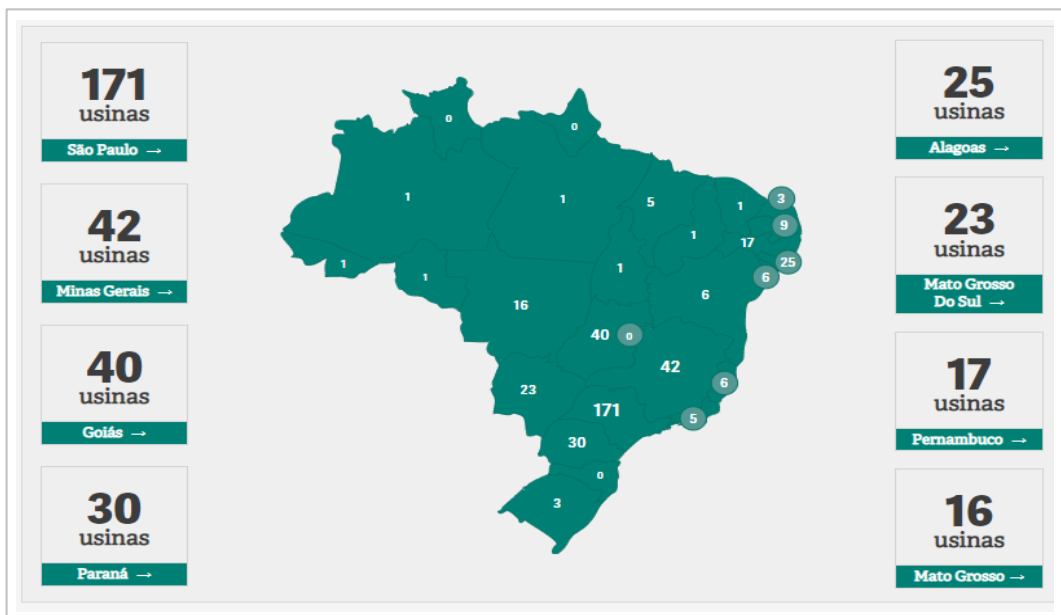 171
usinas
São Paulo →
42
usinas
Minas Gerais →
40
usinas
Goiás →
30
usinas
Paraná →
0
0
1
1
5
1
3
9
1
17
1
1
1
25
6
16
6
40
0
42
23
6
171
5
30
0
3
25
usinas
Alagoas →
23
usinas
Mato Grosso
Do Sul →
17
usinas
Pernambuco →
16
usinas
Mato Grosso →